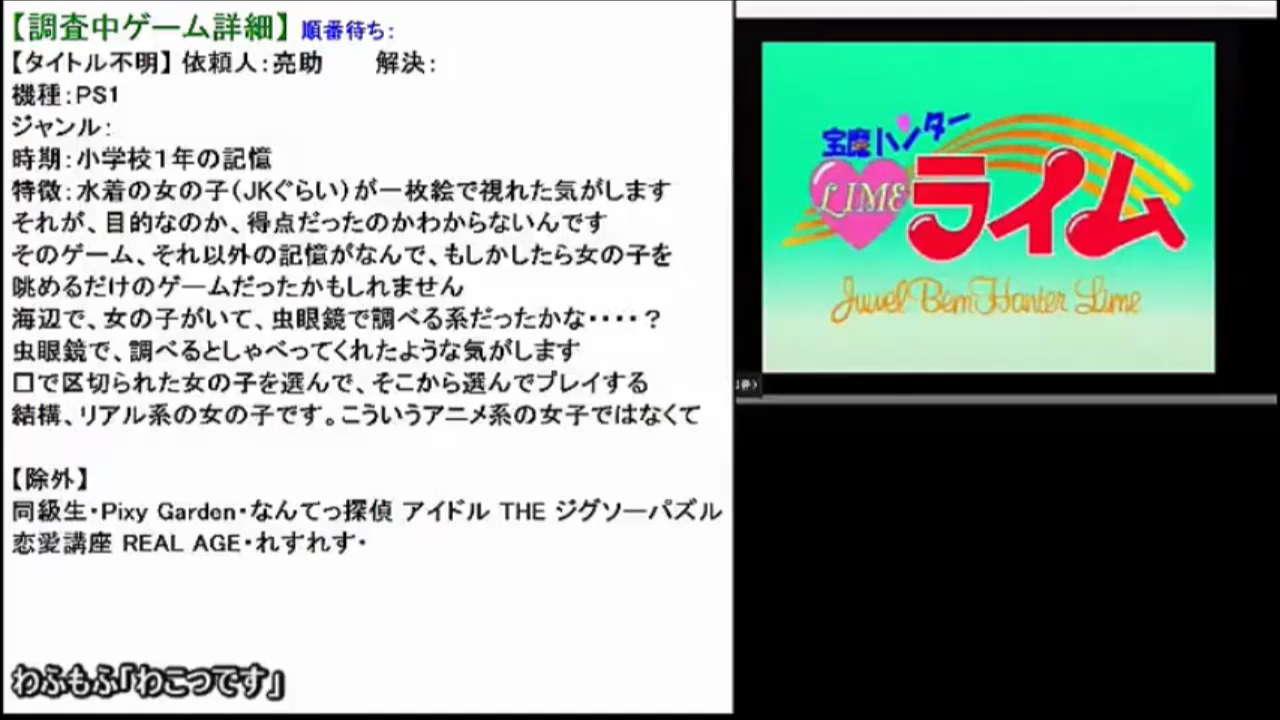 【調査中ゲーム詳細】 順番待ち:
【タイトル不明】 依頼人:亮助　　解決:
機種:PS1
ジャンル:
時期:小学校1年の記憶
特徴:水着の女の子(JKぐらい)が一枚絵で視れた気がします
それが、目的なのか、得点だったのかわからないんです
そのゲーム、それ以外の記憶がなんで、もしかしたら女の子を
眺めるだけのゲームだったかもしれません
海辺で、女の子がいて、虫眼鏡で調べる系だったかな・・・・?
虫眼鏡で、調べるとしゃべってくれたような気がします
口で区切られた女の子を選んで、そこから選んでプレイする
結構、リアル系の女の子です。こういうアニメ系の女子ではなくて
【除外】
同級生・Pixy Garden・なんてっ探偵 アイドル THE ジグソーパズル
恋愛講座 REAL AGE・れすれす・
わふもふ「わこつです」
宝魔ハンター
LIME
ライム
Juwel Bem Hunter Lime